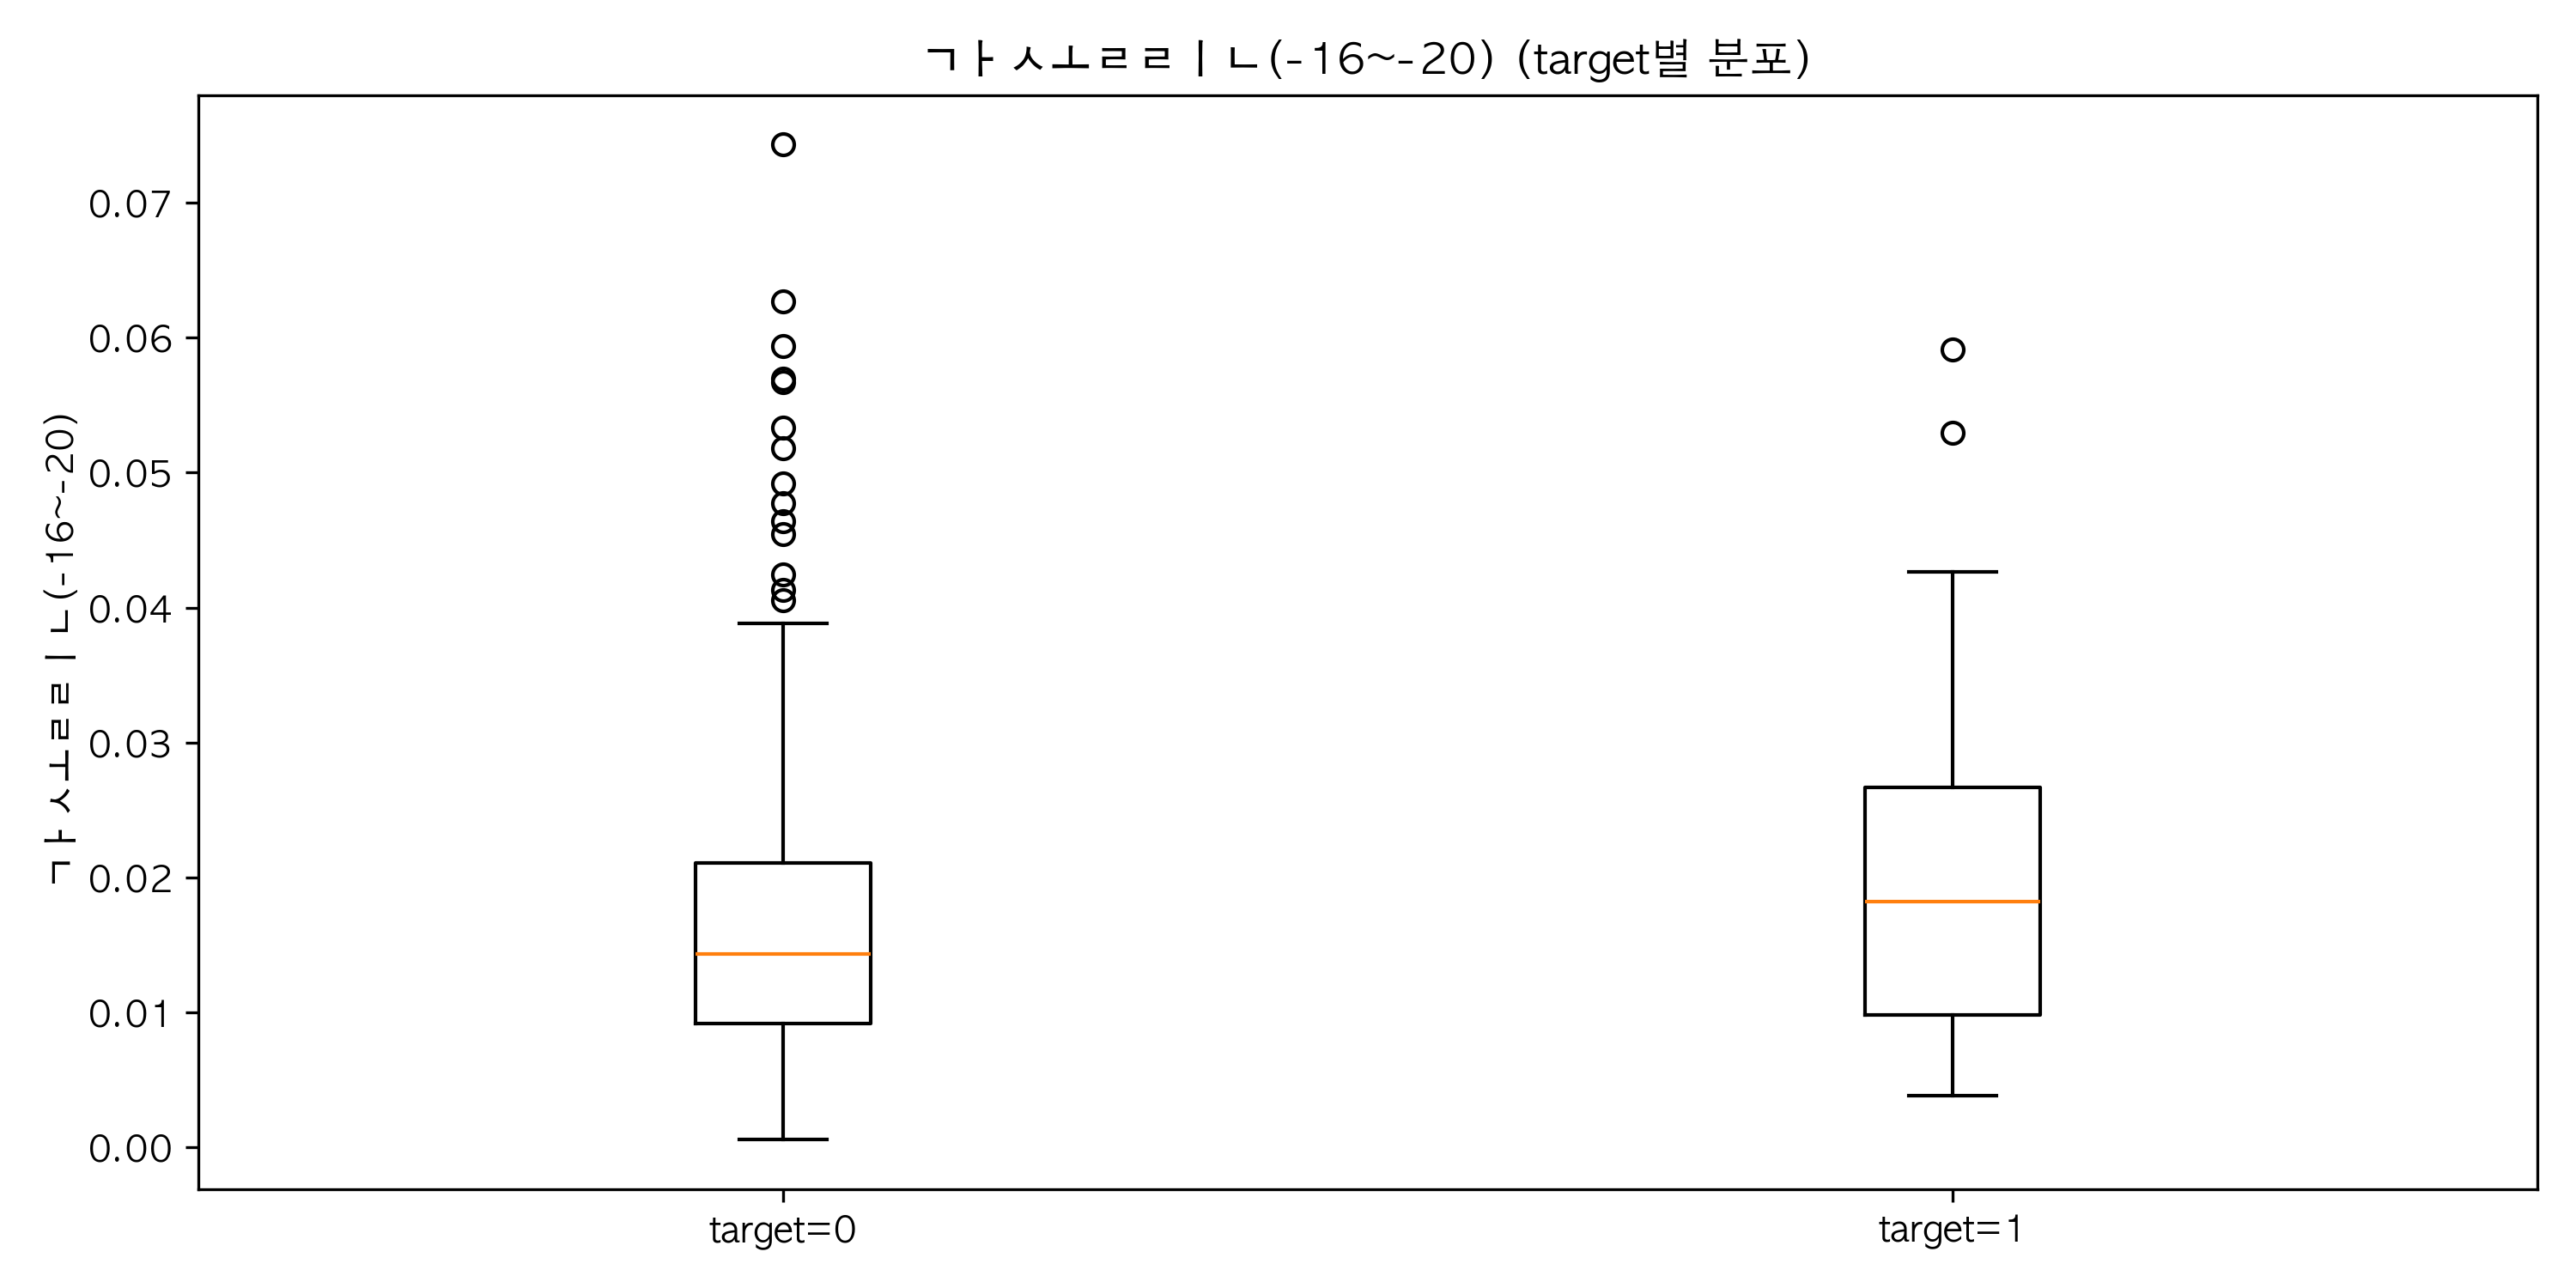 ㄱㅏㅅㅗㄹㄹㅣㄴ(-16~-20) (target별 분포)
ㄱㅏㅅㅗㄹㄹㅣㄴ(-16~-20)
0.07
0.06
0.05
0.04
0.03
0.02
0.01
0.00
target=0
target=1